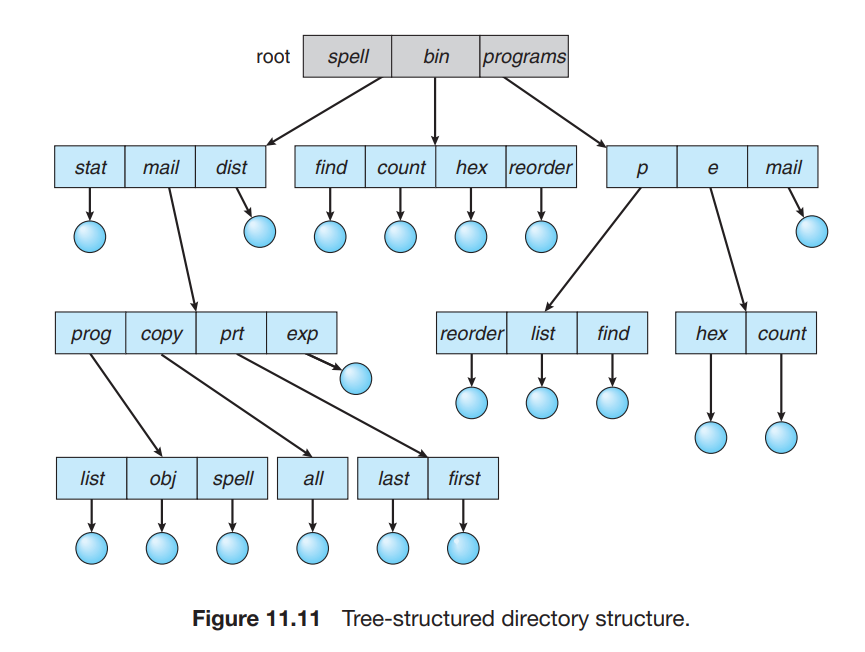 root spell bin programs
stat mail dist find count hex reorder p e mail
prog copy prt exp reorder list find hex count
list obj spell all last first
Figure 11.11 Tree-structured directory structure.